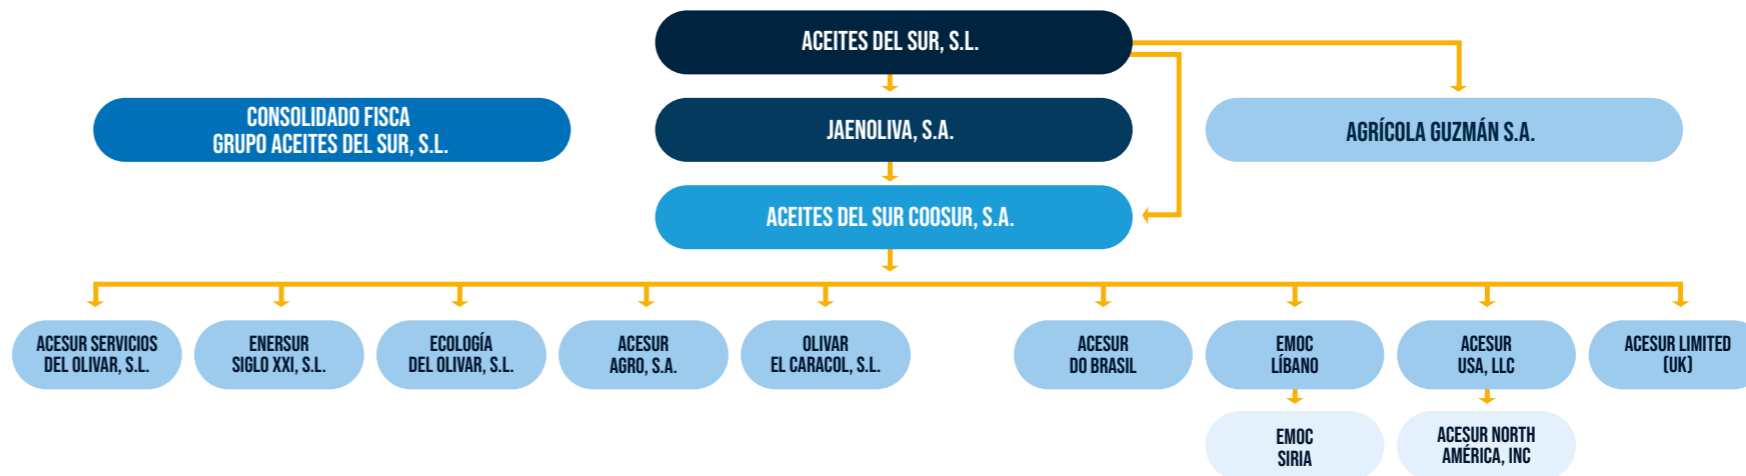 ACEITES DEL SUR, S.L.
CONSOLIDADO FISCA
GRUPO ACEITES DEL SUR, S.L.
JAENOLIVA, S.A.
AGRÍCOLA GUZMÁN S.A.
ACEITES DEL SUR COOSUR, S.A.
ACESUR SERVICIOS
DEL OLIVAR, S.L.
ENERSUR
SIGLO XXI, S.L.
ECOLOGÍA
DEL OLIVAR, S.L.
ACESUR
AGRO, S.A.
OLIVAR
EL CARACOL, S.L.
ACESUR
DO BRASIL
EMOC
LÍBANO
ACESUR
USA, LLC
ACESUR LIMITED
(UK)
EMOC
SIRIA
ACESUR NORTH
AMÉRICA, INC